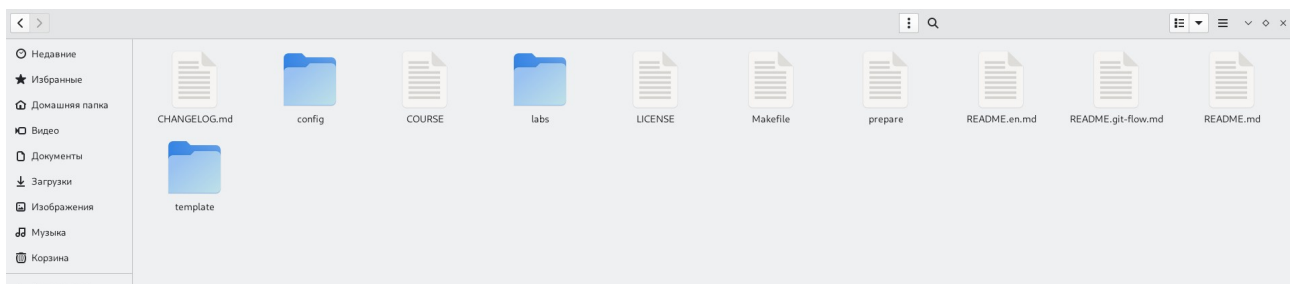 Недавние
Избранные
Домашняя папка
Видео
Документы
Загрузки
Изображения
Музыка
Корзина
CHANGELOG.md
config
COURSE
labs
LICENSE
Makefile
prepare
README.en.md
README.git-flow.md
README.md
template